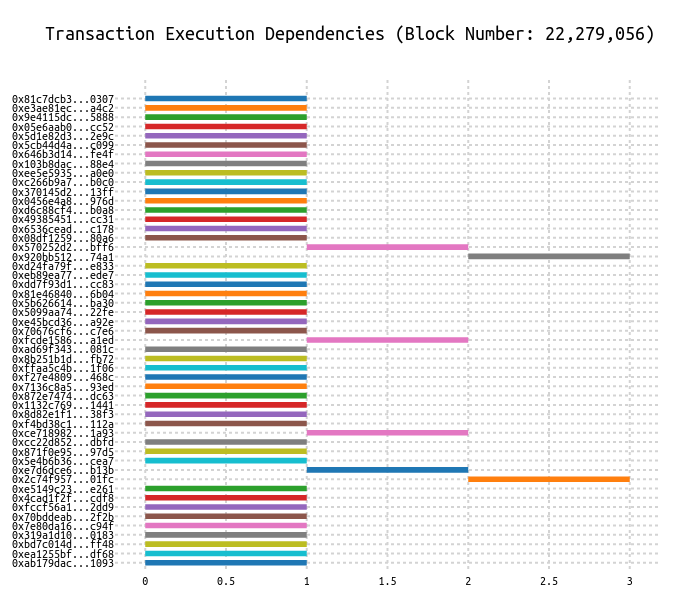 Transaction Execution Dependencies (Block Number: 22,279,056)
0x81c7dcb3...0307
0xe3ae81ec...a4c2
0x9e4115dc...5888
0x05e6aab0...cc52
0x5d1e82d3...2e9c
0x5cb44d4a...c099
0x646b3d14...fe4f
0x103b8dac...88e4
0xee5e5935...a0e0
0xc266b9a7...b0c0
0x370145d2...13ff
0x0456e4a8...976d
0xd6c88cf4...b0a8
0x49385451...cc31
0x6536cead...c178
0x08df1259...80a6
0x570252d2...bff6
0x920bb512...74a1
0xd24fa79f...e833
0xeb89ea77...ede7
0xdd7f93d1...cc83
0x81e46840...6b04
0x5b626614...ba30
0x5099aa74...22fe
0xe45bcd36...a92e
0x70676cf6...c7e6
0xfcde1586...a1ed
0xad69f343...081c
0x8b251b1d...fb72
0xffaa5c4b...1f06
0xf27e4809...468c
0x7136c8a5...93ed
0x872e7474...dc63
0x1132c769...1441
0x8d82e1f1...38f3
0xf4bd38c1...112a
0xce718982...1a93
0xcc22d852...dbfd
0x871f0e95...97d5
0x5e4b6b36...cea7
0xe7d6dce6...b13b
0x2c74f957...01fc
0xe5149c23...e261
0x4cad1f2f...cdf8
0xfccf56a1...2dd9
0x70bddeab...2f2b
0x7e80da16...c94f
0x319a1d10...0183
0xbd7c014d...ff48
0xea1255bf...df68
0xab179dac...1093
0 0.5 1 1.5 2 2.5 3